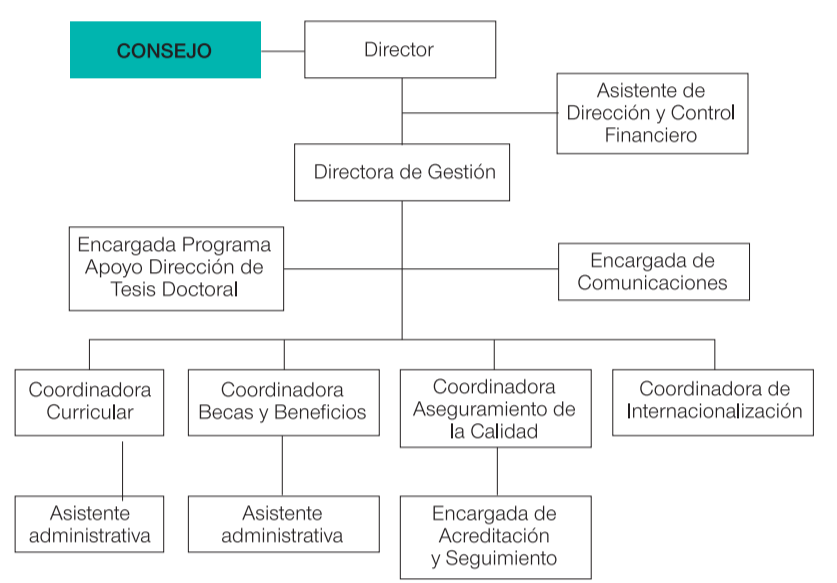 CONSEJO
Director
Asistente de
Dirección y Control
Financiero
Directora de Gestión
Encargada Programa
Apoyo Dirección de
Tesis Doctoral
Encargada de
Comunicaciones
Coordinadora
Curricular
Coordinadora
Becas y Beneficios
Coordinadora
Aseguramiento de
la Calidad
Coordinadora de
Internacionalización
Asistente
administrativa
Asistente
administrativa
Encargada de
Acreditación
y Seguimiento